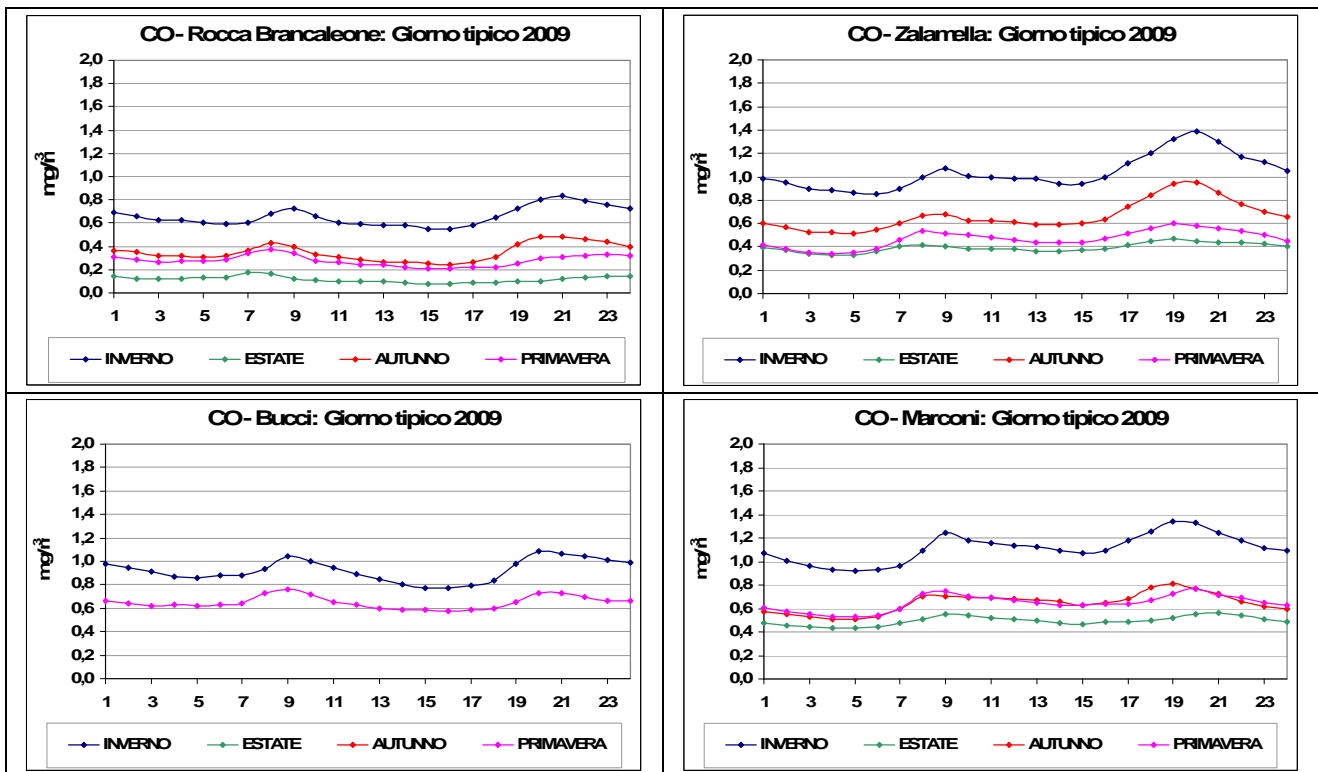 CO - Rocca Brancaleone: Giorno tipico 2009
2,0
1,8
1,6
1,4
1,2
1,0
0,8
0,6
0,4
0,2
0,0
mg/m³
1 3 5 7 9 11 13 15 17 19 21 23
INVERNO ESTATE AUTUNNO PRIMAVERA
CO - Zalamella: Giorno tipico 2009
2,0
1,8
1,6
1,4
1,2
1,0
0,8
0,6
0,4
0,2
0,0
mg/m³
1 3 5 7 9 11 13 15 17 19 21 23
INVERNO ESTATE AUTUNNO PRIMAVERA
CO - Bucci: Giorno tipico 2009
2,0
1,8
1,6
1,4
1,2
1,0
0,8
0,6
0,4
0,2
0,0
mg/m³
1 3 5 7 9 11 13 15 17 19 21 23
INVERNO ESTATE AUTUNNO PRIMAVERA
CO - Marconi: Giorno tipico 2009
2,0
1,8
1,6
1,4
1,2
1,0
0,8
0,6
0,4
0,2
0,0
mg/m³
1 3 5 7 9 11 13 15 17 19 21 23
INVERNO ESTATE AUTUNNO PRIMAVERA